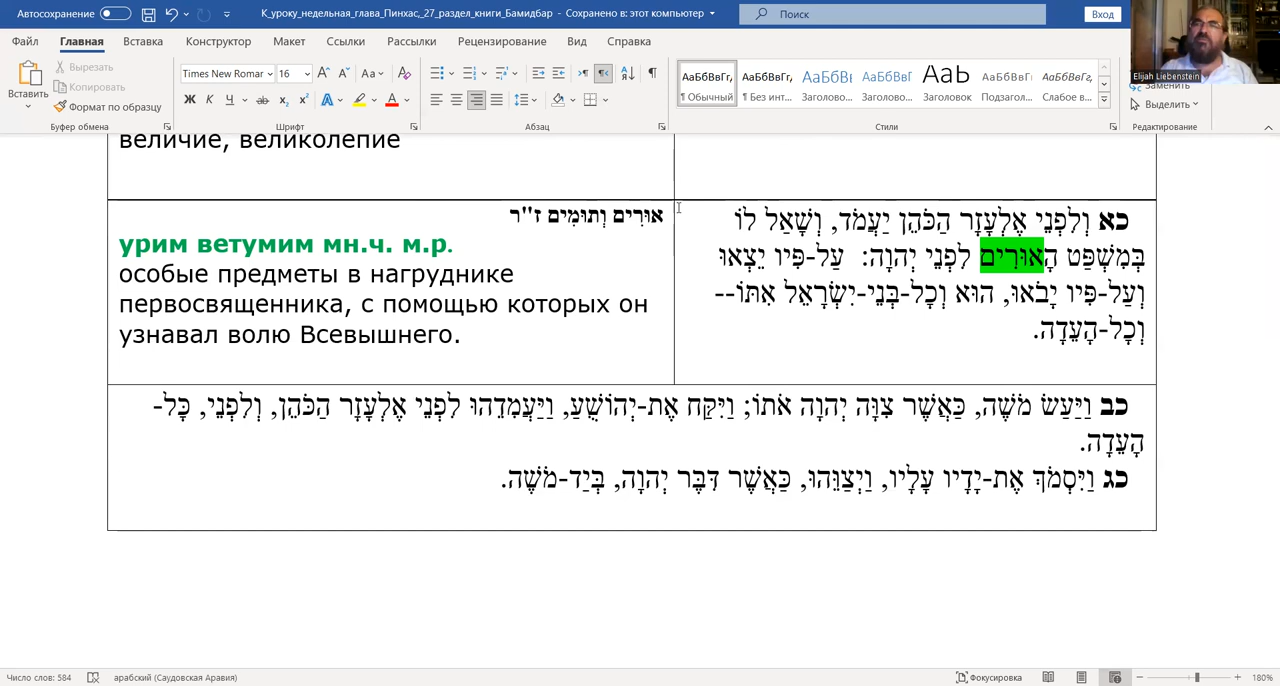 Автосохранение
К_уроку_недельная_глава_Пинхас,_27_раздел_книги_Бамидбар - Сохранено в: этот компьютер
Поиск
Вход
Файл Главная Вставка Конструктор Макет Ссылки Рассылки Рецензирование Вид Справка
Elijah Liebenstein
Вставить
Вырезать
Копировать
Формат по образцу
Буфер обмена
Times New Romar 16
Шрифт
Абзац
АаБбВвГг, АаБбВвГг, АаБбВı АаБбВвГ АаЬ АаБбВвГ АаБбВвГг,
¶ Обычный ¶ Без инт... Заголово... Заголово... Заголовок Подзагол... Слабое в...
Стили
Заменить
Выделить
Редактирование
величие, великолепие
כא וְלִפְנֵי אֶלְעָזָר הַכֹּהֵן יַעֲמֹד, וְשָׁאַל לוֹ
בְּמִשְׁפַּט הָאוּרִים לִפְנֵי יְהוָה: עַל-פִּיו יֵצְאוּ
וְעַל-פִּיו יָבֹאוּ, הוּא וְכָל-בְּנֵי-יִשְׂרָאֵל אִתּוֹ--
וְכָל-הָעֵדָה.
אוּרִים וְתוּמִים ז"ר
урим ветумим мн.ч. м.р.
особые предметы в нагруднике
первосвященника, с помощью которых он
узнавал волю Всевышнего.
כב וַיַּעַשׂ מֹשֶׁה, כַּאֲשֶׁר צִוָּה יְהוָה אֹתוֹ; וַיִּקַּח אֶת-יְהוֹשֻׁעַ, וַיַּעֲמִדֵהוּ לִפְנֵי אֶלְעָזָר הַכֹּהֵן, וְלִפְנֵי, כָּל-
הָעֵדָה.
כג וַיִּסְמֹךְ אֶת-יָדָיו עָלָיו, וַיְצַוֵּהוּ, כַּאֲשֶׁר דִּבֶּר יְהוָה, בְּיַד-מֹשֶׁה.
Число слов: 584 арабский (Саудовская Аравия) Фокусировка 180%